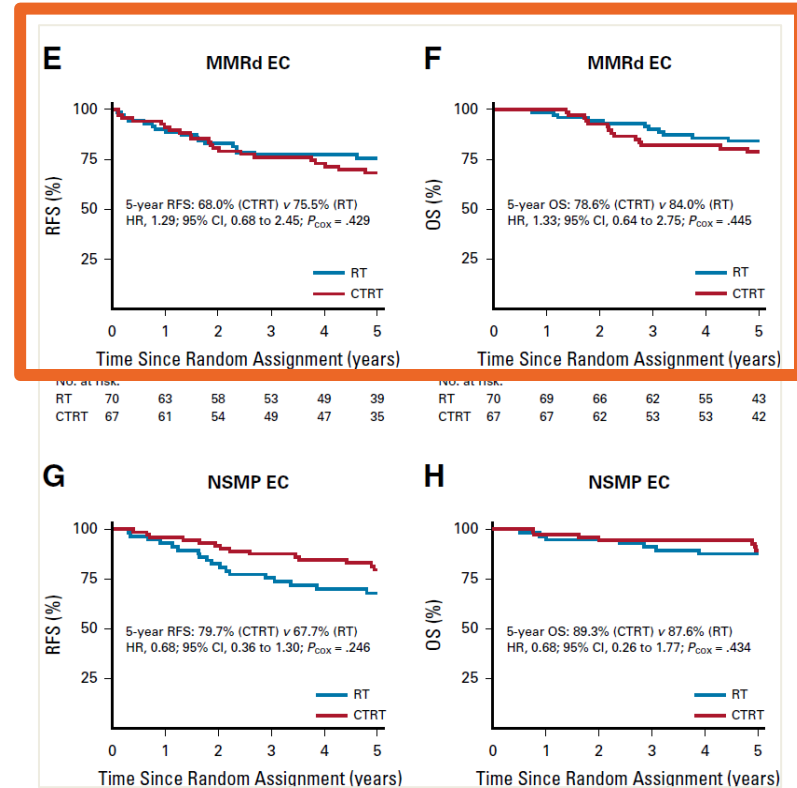 E
MMRd EC
RFS (%)
100
75
50
25
5-year RFS: 68.0% (CTRT) v 75.5% (RT)
HR, 1.29; 95% CI, 0.68 to 2.45; Pcox = .429
RT
CTRT
0 1 2 3 4 5
Time Since Random Assignment (years)
No. at risk:
RT 70 63 58 53 49 39
CTRT 67 61 54 49 47 35
F
MMRd EC
OS (%)
100
75
50
25
5-year OS: 78.6% (CTRT) v 84.0% (RT)
HR, 1.33; 95% CI, 0.64 to 2.75; Pcox = .445
RT
CTRT
0 1 2 3 4 5
Time Since Random Assignment (years)
No. at risk:
RT 70 69 66 62 55 43
CTRT 67 67 62 53 53 42
G
NSMP EC
RFS (%)
100
75
50
25
5-year RFS: 79.7% (CTRT) v 67.7% (RT)
HR, 0.68; 95% CI, 0.36 to 1.30; Pcox = .246
RT
CTRT
0 1 2 3 4 5
Time Since Random Assignment (years)
H
NSMP EC
OS (%)
100
75
50
25
5-year OS: 89.3% (CTRT) v 87.6% (RT)
HR, 0.68; 95% CI, 0.26 to 1.77; Pcox = .434
RT
CTRT
0 1 2 3 4 5
Time Since Random Assignment (years)